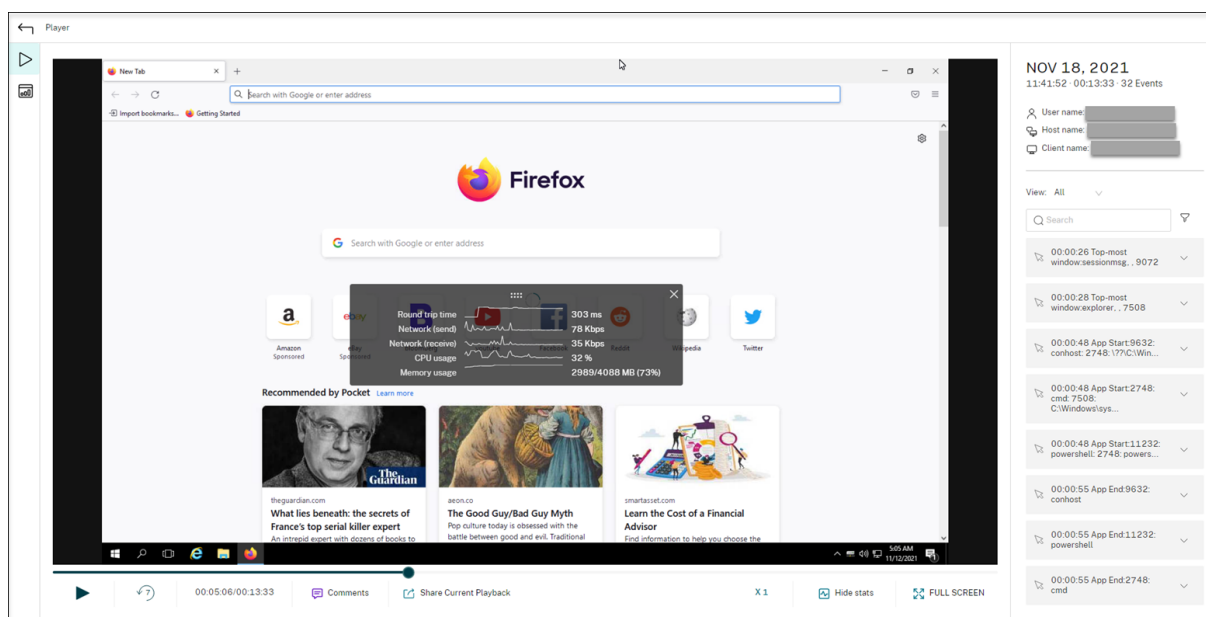 Player
New Tab
Search with Google or enter address
Import bookmarks... Getting Started
Firefox
Search with Google or enter address
a
ebay
Amazon
Sponsored
eBay
Facebook
Reddit
Wikipedia
Twitter
Round trip time 303 ms
Network (send) 78 Kbps
Network (receive) 35 Kbps
CPU usage 32 %
Memory usage 2989/4088 MB (73%)
Recommended by Pocket Learn more
The
Guardian
theguardian.com
What lies beneath: the secrets of
France's top serial killer expert
An intrepid expert with dozens of books to
aeon.co
The Good Guy/Bad Guy Myth
Pop culture today is obsessed with the
battle between good and evil. Traditional
smartasset.com
Learn the Cost of a Financial
Advisor
Find information to help you choose the
5:05 AM
11/12/2021
1
7
00:05:06/00:13:33
Comments
Share Current Playback
X 1
Hide stats
FULL SCREEN
NOV 18, 2021
11:41:52 · 00:13:33 · 32 Events
User name:
Host name:
Client name:
View: All
Search
00:00:26 Top-most
window:sessionmsg, , 9072
00:00:28 Top-most
window:explorer, , 7508
00:00:48 App Start:9632:
conhost: 2748: \??\C:\Win...
00:00:48 App Start:2748:
cmd: 7508:
C:\Windows\sys...
00:00:48 App Start:11232:
powershell: 2748: powers...
00:00:55 App End:9632:
conhost
00:00:55 App End:11232:
powershell
00:00:55 App End:2748:
cmd